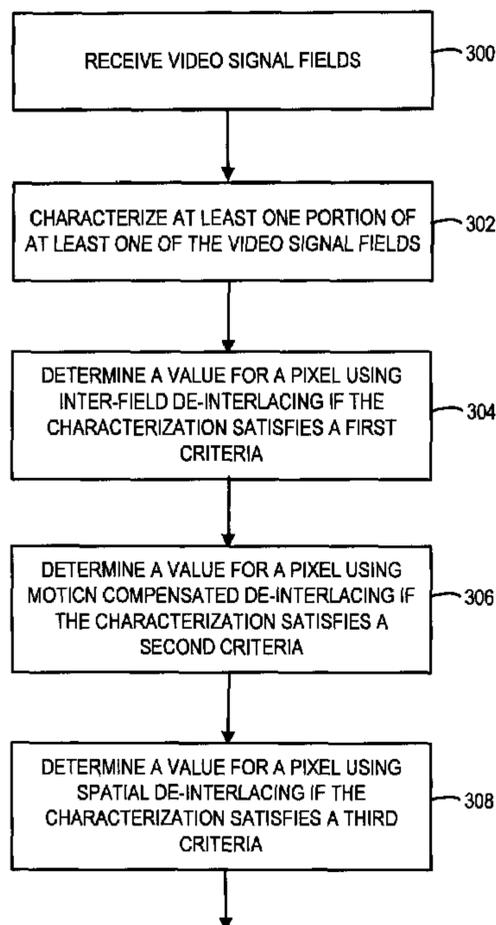 RECEIVE VIDEO SIGNAL FIELDS
300
CHARACTERIZE AT LEAST ONE PORTION OF
AT LEAST ONE OF THE VIDEO SIGNAL FIELDS
302
DETERMINE A VALUE FOR A PIXEL USING
INTER-FIELD DE-INTERLACING IF THE
CHARACTERIZATION SATISFIES A FIRST
CRITERIA
304
DETERMINE A VALUE FOR A PIXEL USING
MOTION COMPENSATED DE-INTERLACING IF
THE CHARACTERIZATION SATISFIES A
SECOND CRITERIA
306
DETERMINE A VALUE FOR A PIXEL USING
SPATIAL DE-INTERLACING IF THE
CHARACTERIZATION SATISFIES A THIRD
CRITERIA
308